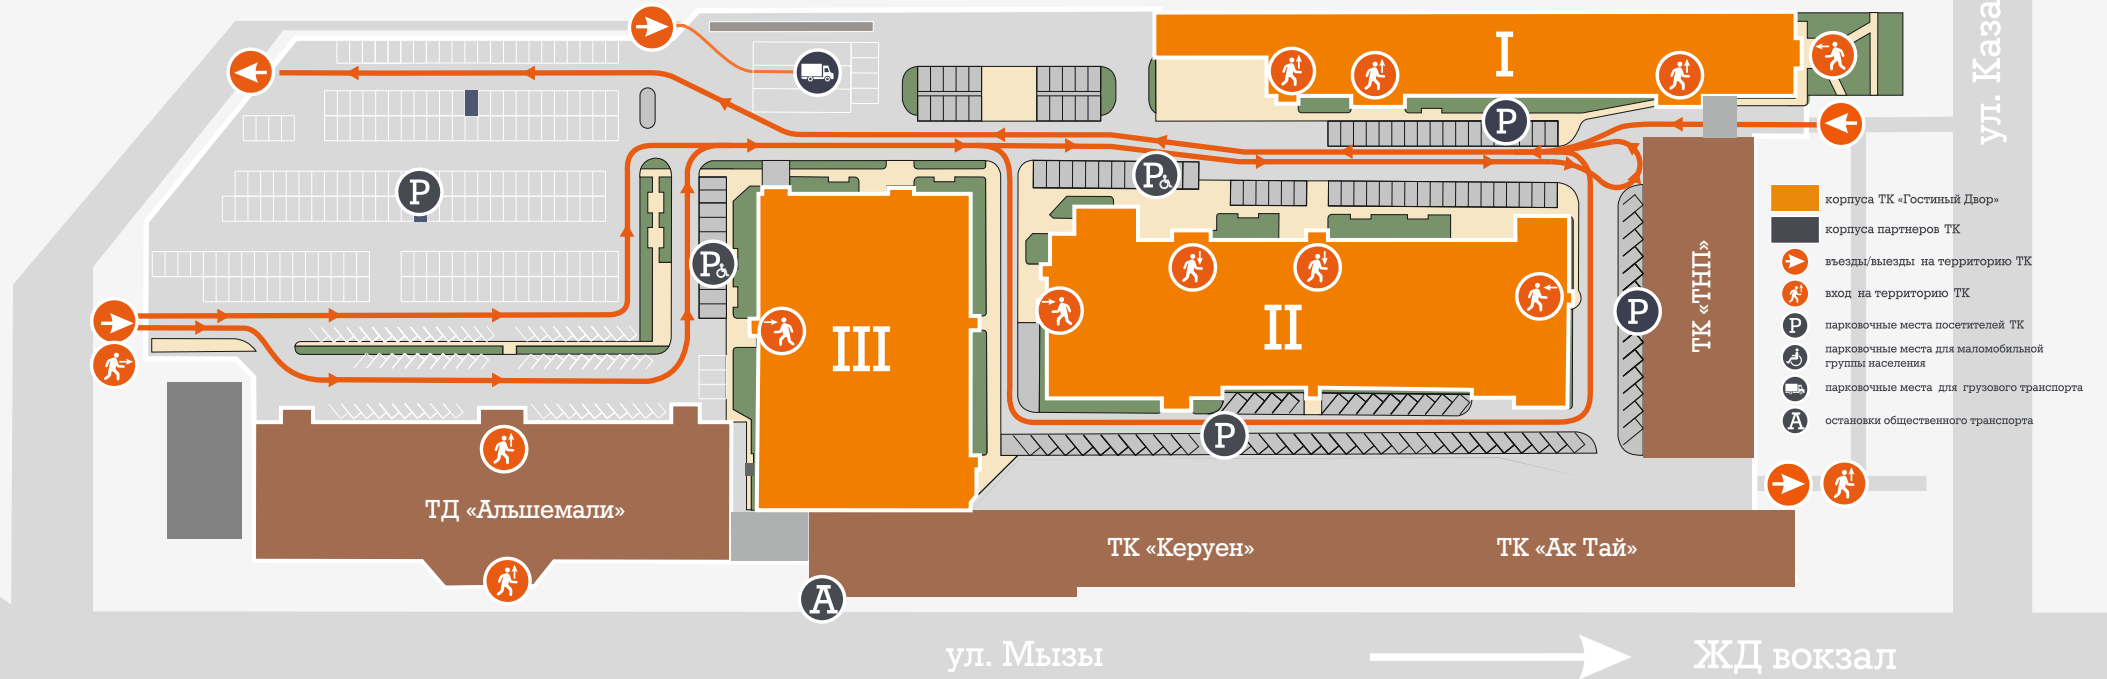 I
ул. Каза
P
P
P
P
P
P
III
II
ТК «ТНП»
корпуса ТК «Гостиный Двор»
корпуса партнеров ТК
въезды/выезды на территорию ТК
вход на территорию ТК
P парковочные места посетителей ТК
парковочные места для маломобильной
группы населения
парковочные места для грузового транспорта
А остановки общественного транспорта
ТД «Альшемали»
ТК «Керуен»
ТК «Ак Тай»
А
ул. Мызы
ЖД вокзал